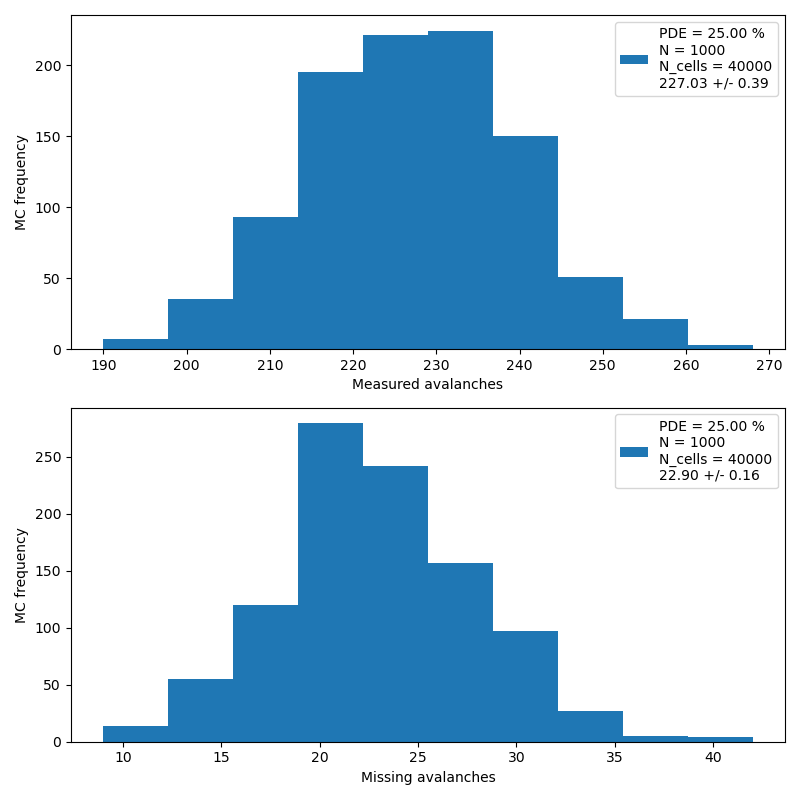 PDE = 25.00 %
N = 1000
N_cells = 40000
227.03 +/- 0.39
MC frequency
200
150
100
50
0
190 200 210 220 230 240 250 260 270
Measured avalanches
PDE = 25.00 %
N = 1000
N_cells = 40000
22.90 +/- 0.16
MC frequency
250
200
150
100
50
0
10 15 20 25 30 35 40
Missing avalanches